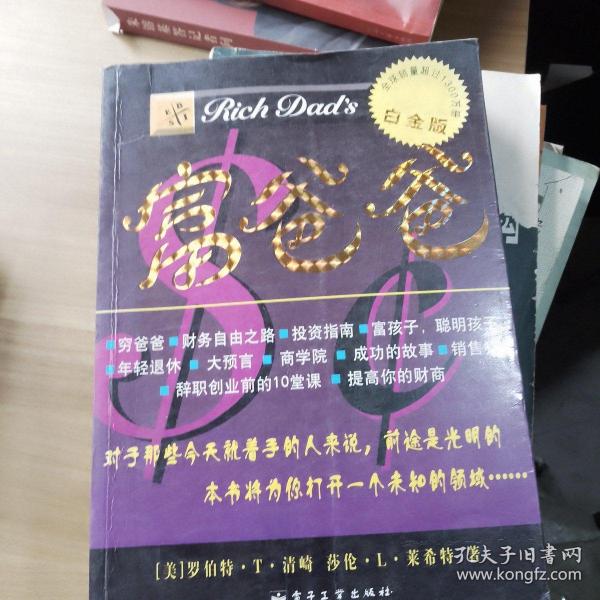 E B
S I
Rich Dad's
全球销量超过1300万册
白金版
富爸爸
■穷爸爸 ■财务自由之路 ■投资指南 ■富孩子，聪明孩子
■年轻退休 ■ 大预言 ■ 商学院 ■ 成功的故事 ■销售
■ 辞职创业前的10堂课 ■ 提高你的财商
对于那些今天就着手的人来说，前途是光明的
本书将为你打开一个未知的领域……
［美］罗伯特·T·清崎 莎伦·L·莱希特 著
电子工业出版社
孔夫子旧书网
www.kongfz.com